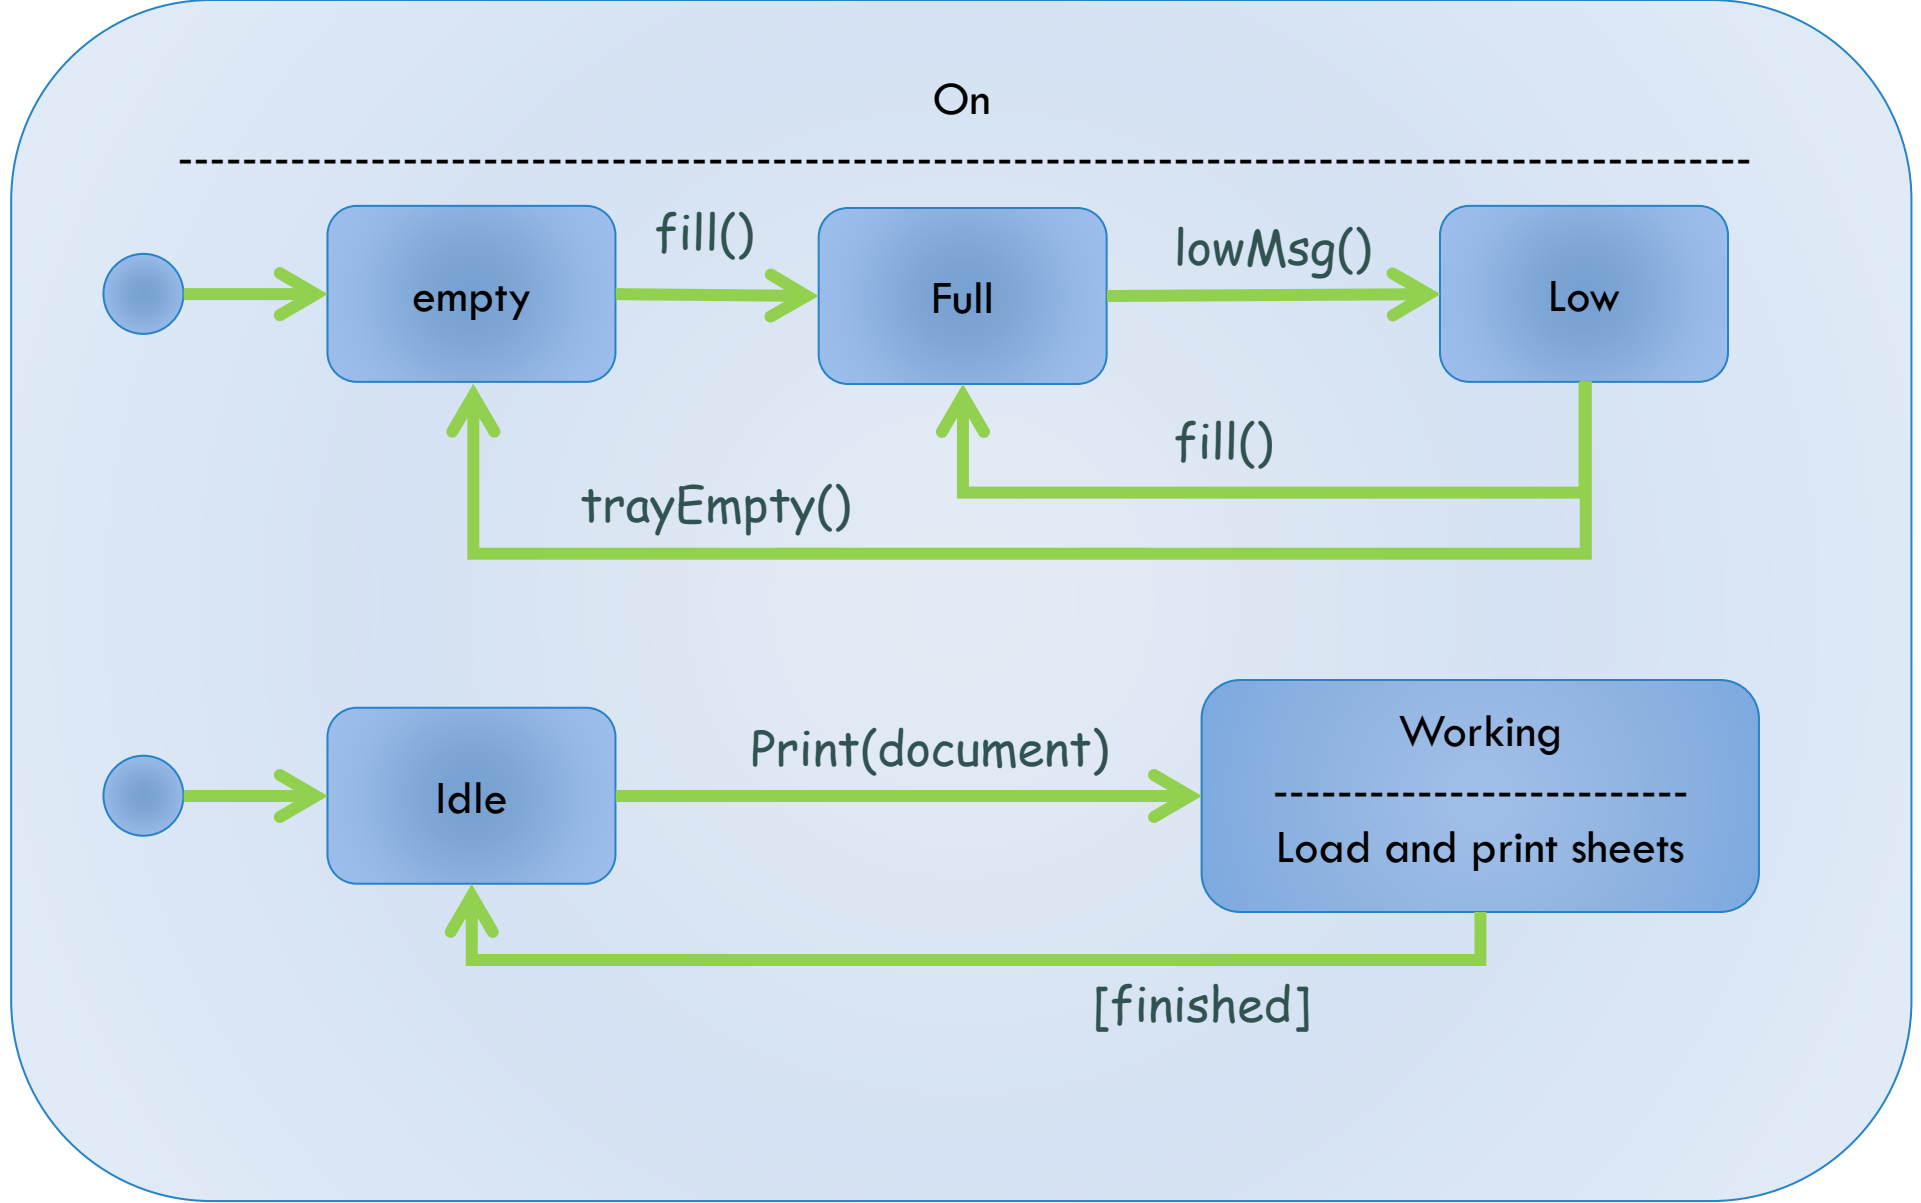 On
fill()
lowMsg()
empty
Full
Low
fill()
trayEmpty()
Working
Print(document)
Idle
Load and print sheets
[finished]